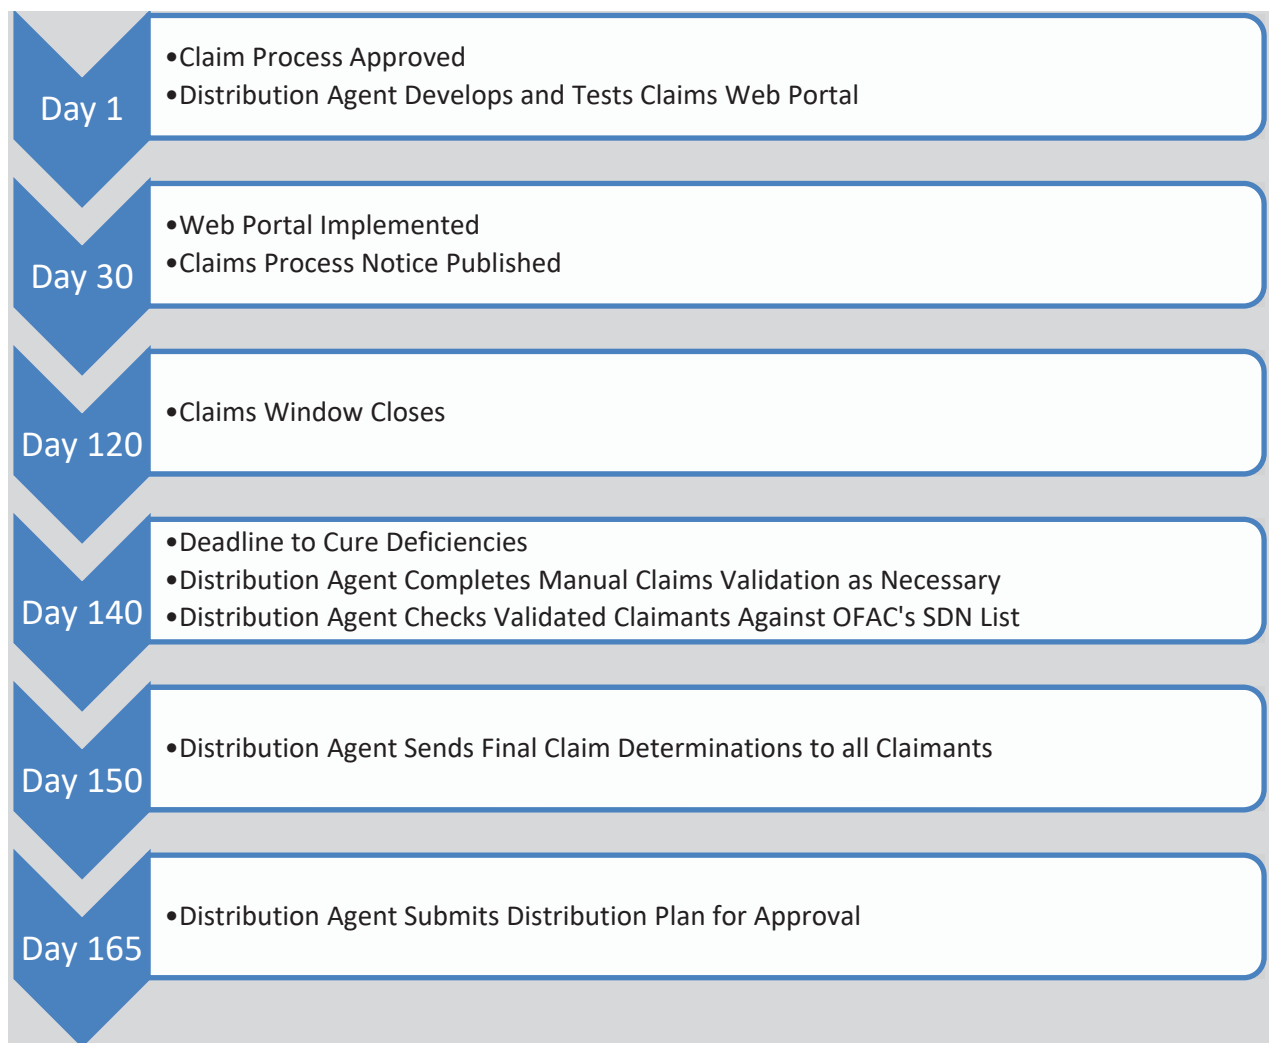 Day 1
•Claim Process Approved
•Distribution Agent Develops and Tests Claims Web Portal
Day 30
•Web Portal Implemented
•Claims Process Notice Published
Day 120
•Claims Window Closes
Day 140
•Deadline to Cure Deficiencies
•Distribution Agent Completes Manual Claims Validation as Necessary
•Distribution Agent Checks Validated Claimants Against OFAC's SDN List
Day 150
•Distribution Agent Sends Final Claim Determinations to all Claimants
Day 165
•Distribution Agent Submits Distribution Plan for Approval